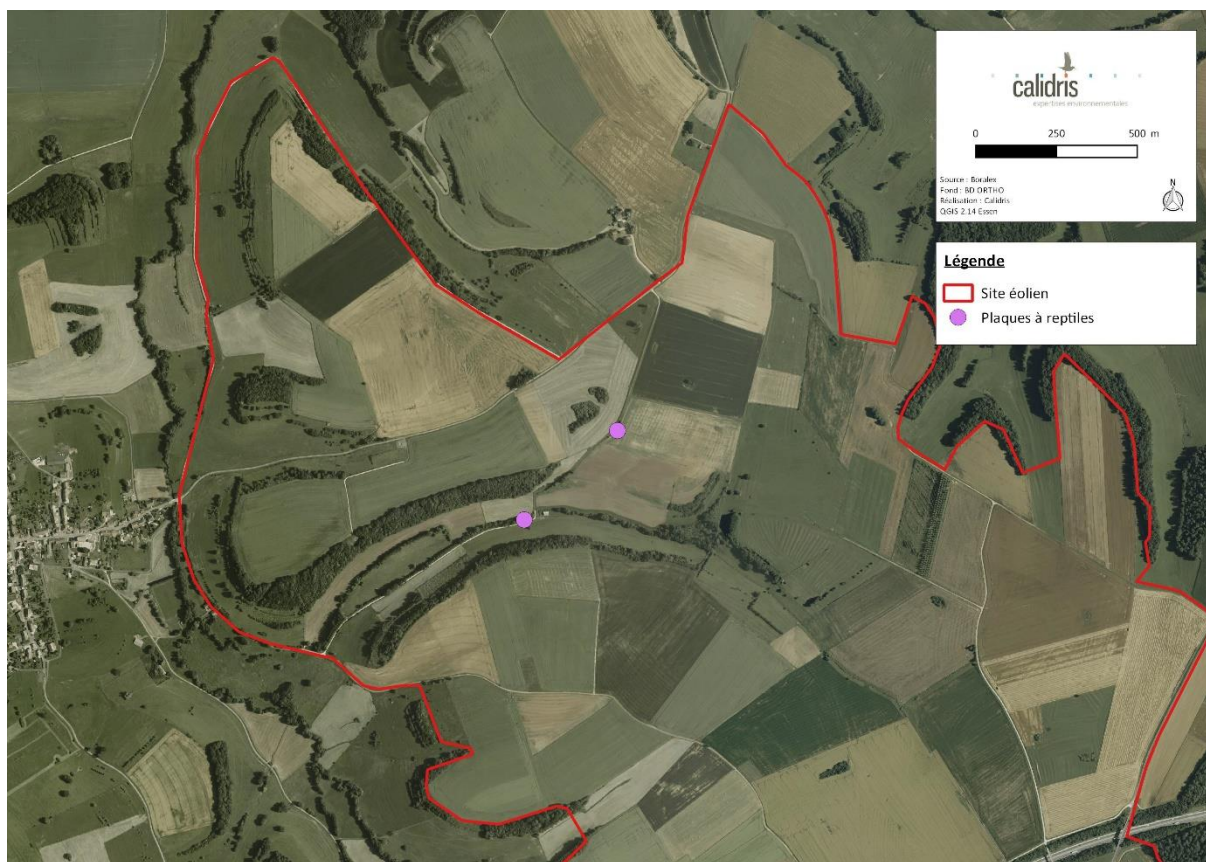 calidris
expertises environnementales
0 250 500 m
Source : Boralex
Fond : BD ORTHO
Réalisation : Calidris
QGIS 2.14 Essen
N
Légende
Site éolien
Plaques à reptiles